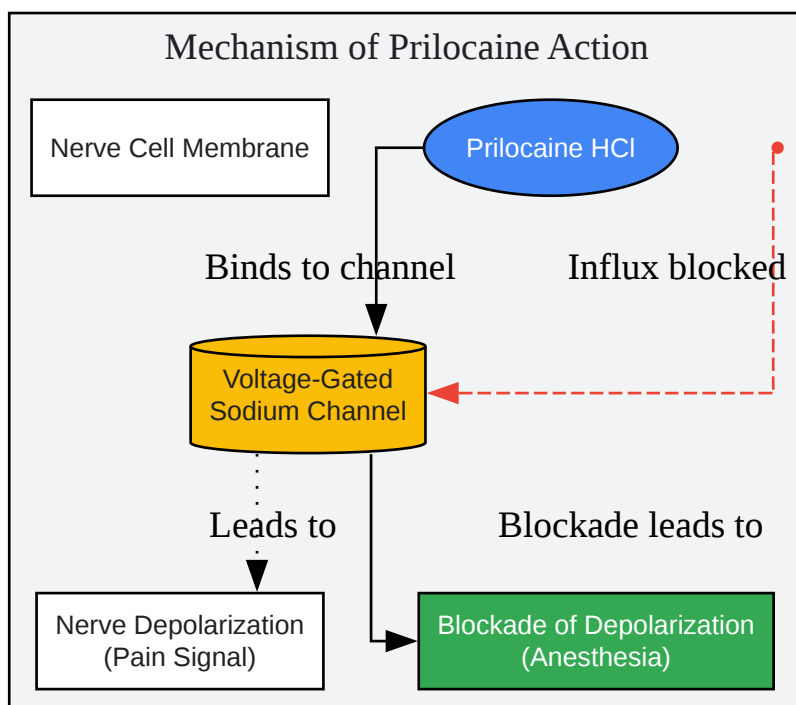 Mechanism of Prilocaine Action
Nerve Cell Membrane
Prilocaine HCl
Binds to channel
Influx blocked
Voltage-Gated
Sodium Channel
Leads to
Blockade leads to
Nerve Depolarization
(Pain Signal)
Blockade of Depolarization
(Anesthesia)